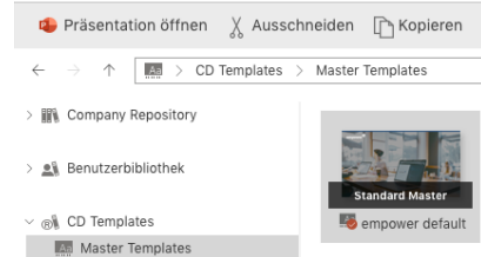 Präsentation öffnen Ausschneiden Kopieren
CD Templates > Master Templates
Company Repository
Benutzerbibliothek
CD Templates
Master Templates
Standard Master
empower default